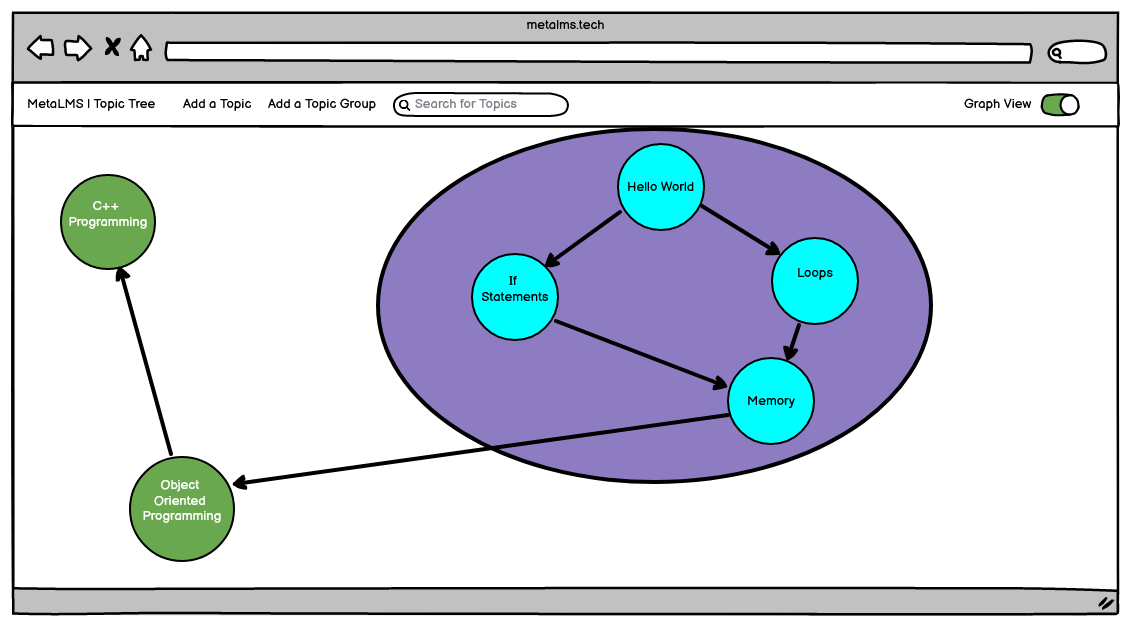 metalms.tech
MetaLMS | Topic Tree
Add a Topic
Add a Topic Group
Search for Topics
Graph View
Hello World
C++
Programming
Loops
If
Statements
Memory
Object
Oriented
Programming